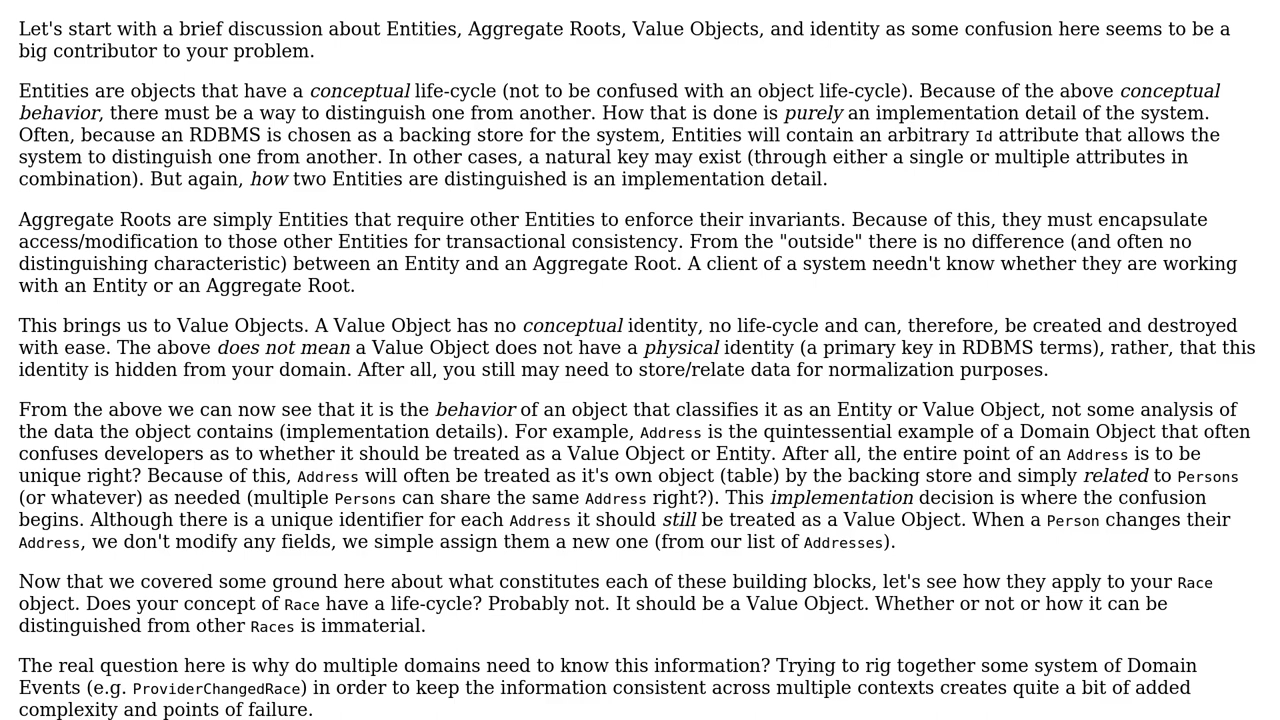 Let's start with a brief discussion about Entities, Aggregate Roots, Value Objects, and identity as some confusion here seems to be a
big contributor to your problem.
Entities are objects that have a conceptual life-cycle (not to be confused with an object life-cycle). Because of the above conceptual
behavior, there must be a way to distinguish one from another. How that is done is purely an implementation detail of the system.
Often, because an RDBMS is chosen as a backing store for the system, Entities will contain an arbitrary Id attribute that allows the
system to distinguish one from another. In other cases, a natural key may exist (through either a single or multiple attributes in
combination). But again, how two Entities are distinguished is an implementation detail.
Aggregate Roots are simply Entities that require other Entities to enforce their invariants. Because of this, they must encapsulate
access/modification to those other Entities for transactional consistency. From the "outside" there is no difference (and often no
distinguishing characteristic) between an Entity and an Aggregate Root. A client of a system needn't know whether they are working
with an Entity or an Aggregate Root.
This brings us to Value Objects. A Value Object has no conceptual identity, no life-cycle and can, therefore, be created and destroyed
with ease. The above does not mean a Value Object does not have a physical identity (a primary key in RDBMS terms), rather, that this
identity is hidden from your domain. After all, you still may need to store/relate data for normalization purposes.
From the above we can now see that it is the behavior of an object that classifies it as an Entity or Value Object, not some analysis of
the data the object contains (implementation details). For example, Address is the quintessential example of a Domain Object that often
confuses developers as to whether it should be treated as a Value Object or Entity. After all, the entire point of an Address is to be
unique right? Because of this, Address will often be treated as it's own object (table) by the backing store and simply related to Persons
(or whatever) as needed (multiple Persons can share the same Address right?). This implementation decision is where the confusion
begins. Although there is a unique identifier for each Address it should still be treated as a Value Object. When a Person changes their
Address, we don't modify any fields, we simple assign them a new one (from our list of Addresses).
Now that we covered some ground here about what constitutes each of these building blocks, let's see how they apply to your Race
object. Does your concept of Race have a life-cycle? Probably not. It should be a Value Object. Whether or not or how it can be
distinguished from other Races is immaterial.
The real question here is why do multiple domains need to know this information? Trying to rig together some system of Domain
Events (e.g. ProviderChangedRace) in order to keep the information consistent across multiple contexts creates quite a bit of added
complexity and points of failure.